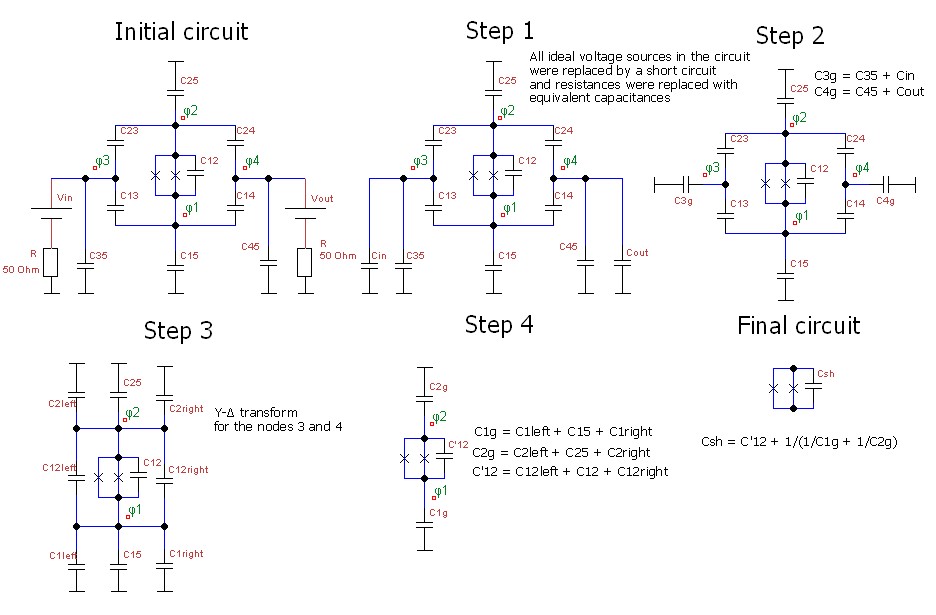 Initial circuit
C25
φ2
C23
C24
φ3
C12
φ4
Vin
C13
C14
Vout
φ1
R
50 Ohm
C35
C15
C45
R
50 Ohm
Step 1
All ideal voltage sources in the circuit
were replaced by a short circuit
and resistances were replaced with
equivalent capacitances
C25
φ2
C23
C24
φ3
C12
φ4
C13
C14
φ1
Cin
C35
C15
C45
Cout
Step 2
C3g = C35 + Cin
C4g = C45 + Cout
C25
φ2
C23
C24
φ3
C12
φ4
C3g
C13
C14
C4g
φ1
C15
Step 3
Y-Δ transform
for the nodes 3 and 4
C2left
C25
C2right
φ2
C12left
C12
C12right
φ1
C1left
C15
C1right
Step 4
C2g
φ2
C'12
φ1
C1g
C1g = C1left + C15 + C1right
C2g = C2left + C25 + C2right
C'12 = C12left + C12 + C12right
Final circuit
Csh
Csh = C'12 + 1/(1/C1g + 1/C2g)